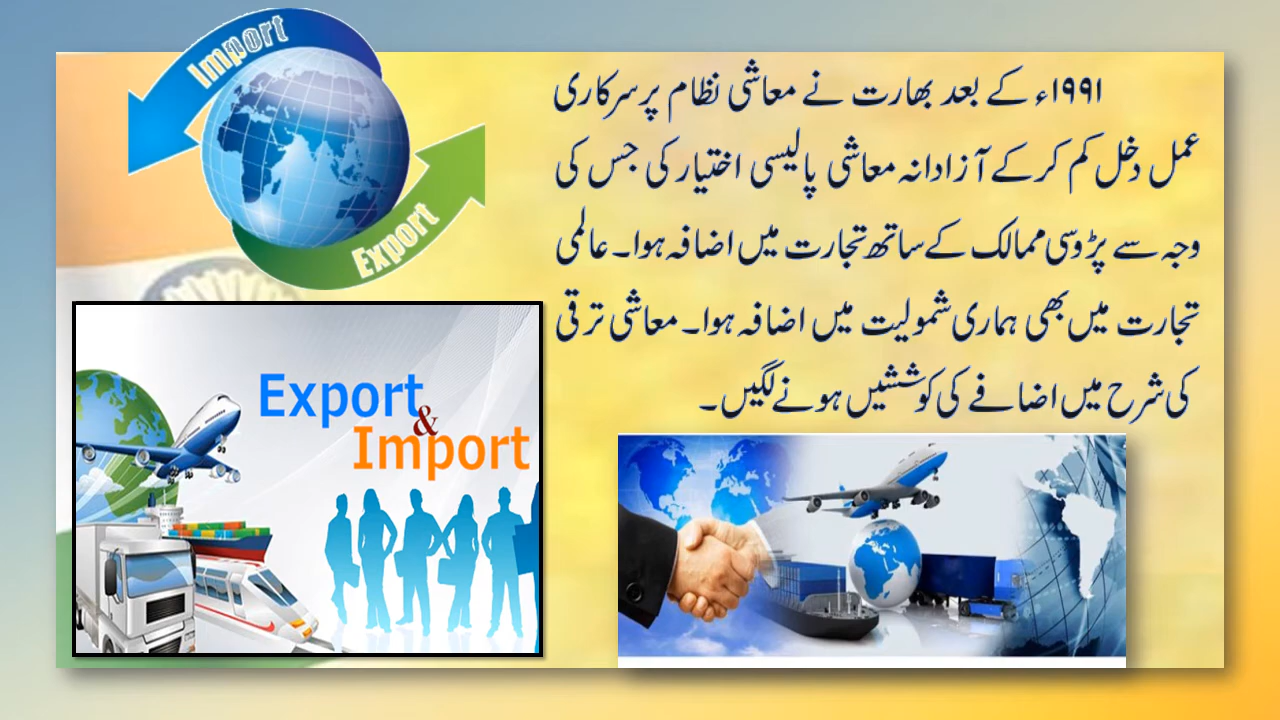 Import
Export
۱۹۹۱ء کے بعد بھارت نے معاشی نظام پر سرکاری
عمل دخل کم کر کے آزادانہ معاشی پالیسی اختیار کی جس کی
وجہ سے پڑوسی ممالک کے ساتھ تجارت میں اضافہ ہوا۔ عالمی
تجارت میں بھی ہماری شمولیت میں اضافہ ہوا۔ معاشی ترقی
کی شرح میں اضافے کی کوششیں ہونے لگیں۔
Export
&
Import